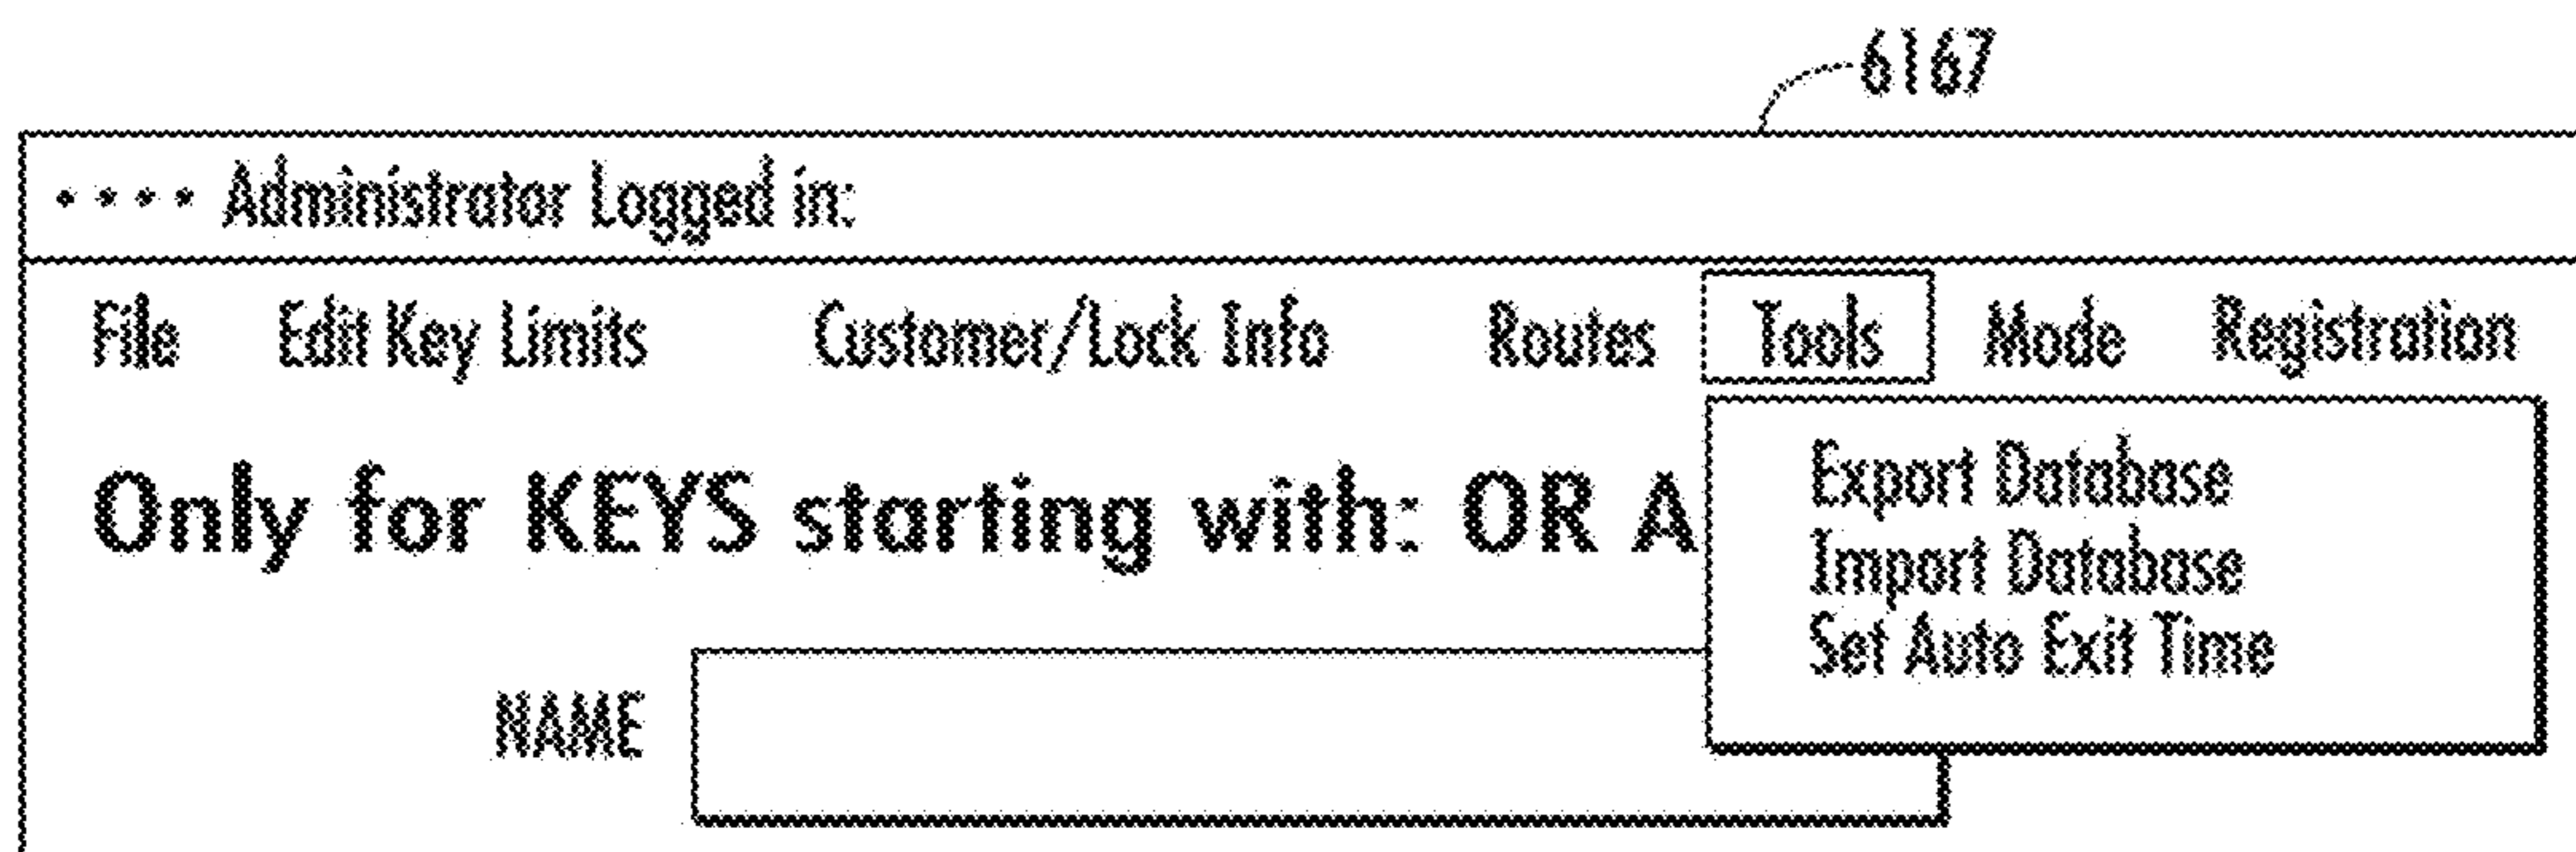 6167
···· Administrator Logged in:
File Edit Key Limits Customer/Lock Info Routes Tools Mode Registration
Only for KEYS starting with: OR A
Export Database
Import Database
Set Auto Exit Time
NAME